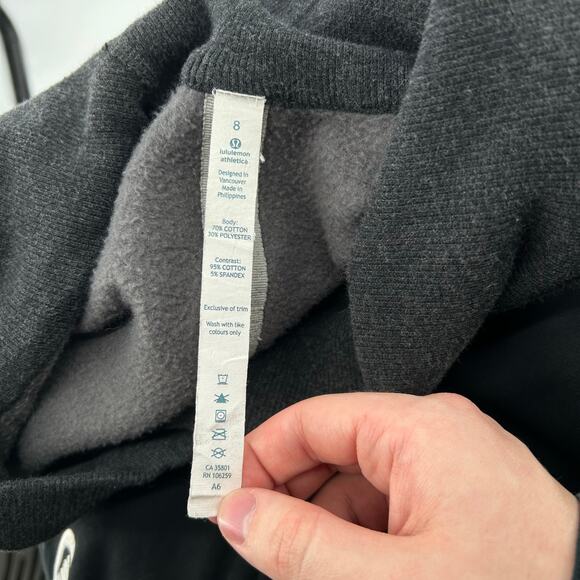 8
lululemon
athletica
Designed in
Vancouver
Made in
Philippines
Body:
70% COTTON
30% POLYESTER
Contrast:
95% COTTON
5% SPANDEX
Exclusive of trim
Wash with like
colours only
CA 35801
RN 106259
A6